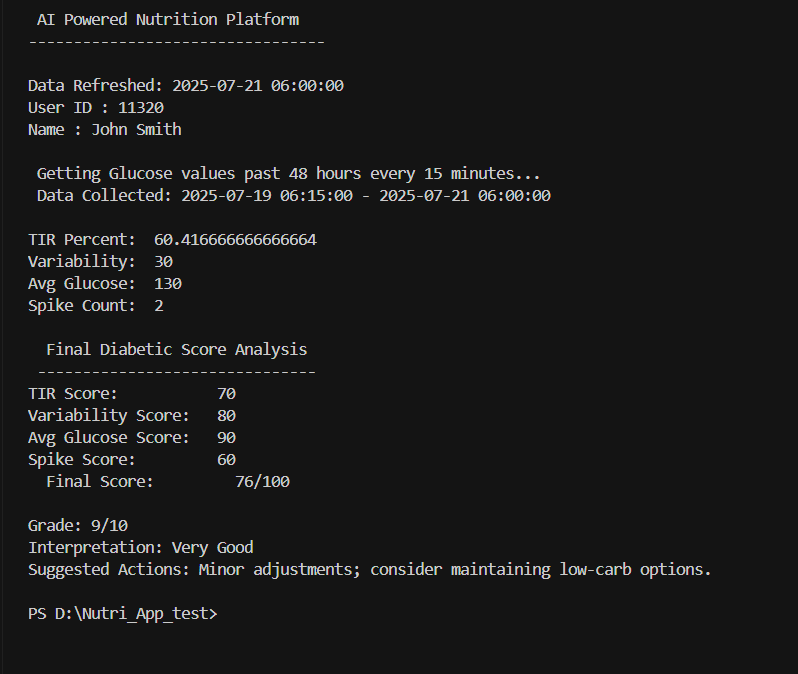 AI Powered Nutrition Platform
---------------------------------
Data Refreshed: 2025-07-21 06:00:00
User ID : 11320
Name : John Smith
Getting Glucose values past 48 hours every 15 minutes...
Data Collected: 2025-07-19 06:15:00 - 2025-07-21 06:00:00
TIR Percent:  60.416666666666664
Variability:  30
Avg Glucose:  130
Spike Count:  2
Final Diabetic Score Analysis
-------------------------------
TIR Score:           70
Variability Score:   80
Avg Glucose Score:   90
Spike Score:         60
Final Score:         76/100
Grade: 9/10
Interpretation: Very Good
Suggested Actions: Minor adjustments; consider maintaining low-carb options.
PS D:\Nutri_App_test>